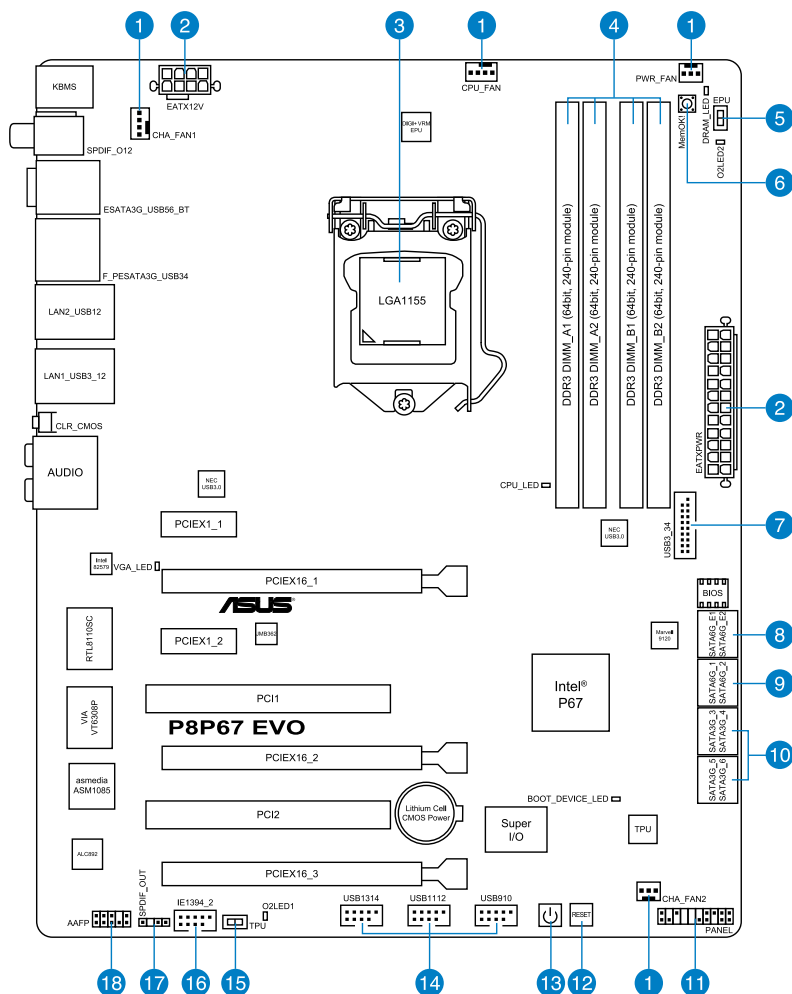 1
2
3
1
4
1
KBMS
EATX12V
CPU_FAN
PWR_FAN
CHA_FAN1
DIGI+ VRM
EPU
MemOK!
DRAM_LED
EPU
5
SPDIF_O12
O2LED2
6
ESATA3G_USB56_BT
F_PESATA3G_USB34
LGA1155
DDR3 DIMM_A1 (64bit, 240-pin module)
DDR3 DIMM_A2 (64bit, 240-pin module)
DDR3 DIMM_B1 (64bit, 240-pin module)
DDR3 DIMM_B2 (64bit, 240-pin module)
LAN2_USB12
LAN1_USB3_12
EATXPWR
2
CLR_CMOS
AUDIO
NEC
USB3.0
CPU_LED
NEC
USB3.0
USB3_34
7
PCIEX1_1
Intel
82579
VGA_LED
PCIEX16_1
BIOS
ASUS
RTL8110SC
PCIEX1_2
JMB362
Marvell
9120
SATA6G_E1
SATA6G_E2
8
Intel®
P67
SATA6G_1
SATA6G_2
9
PCI1
VIA
VT6308P
P8P67 EVO
SATA3G_3
SATA3G_4
10
PCIEX16_2
SATA3G_5
SATA3G_6
asmedia
ASM1085
PCI2
Lithium Cell
CMOS Power
BOOT_DEVICE_LED
Super
I/O
TPU
ALC892
PCIEX16_3
AAFP
SPDIF_OUT
IE1394_2
TPU
O2LED1
USB1314
USB1112
USB910
RESET
CHA_FAN2
PANEL
18
17
16
15
14
13
12
1
11